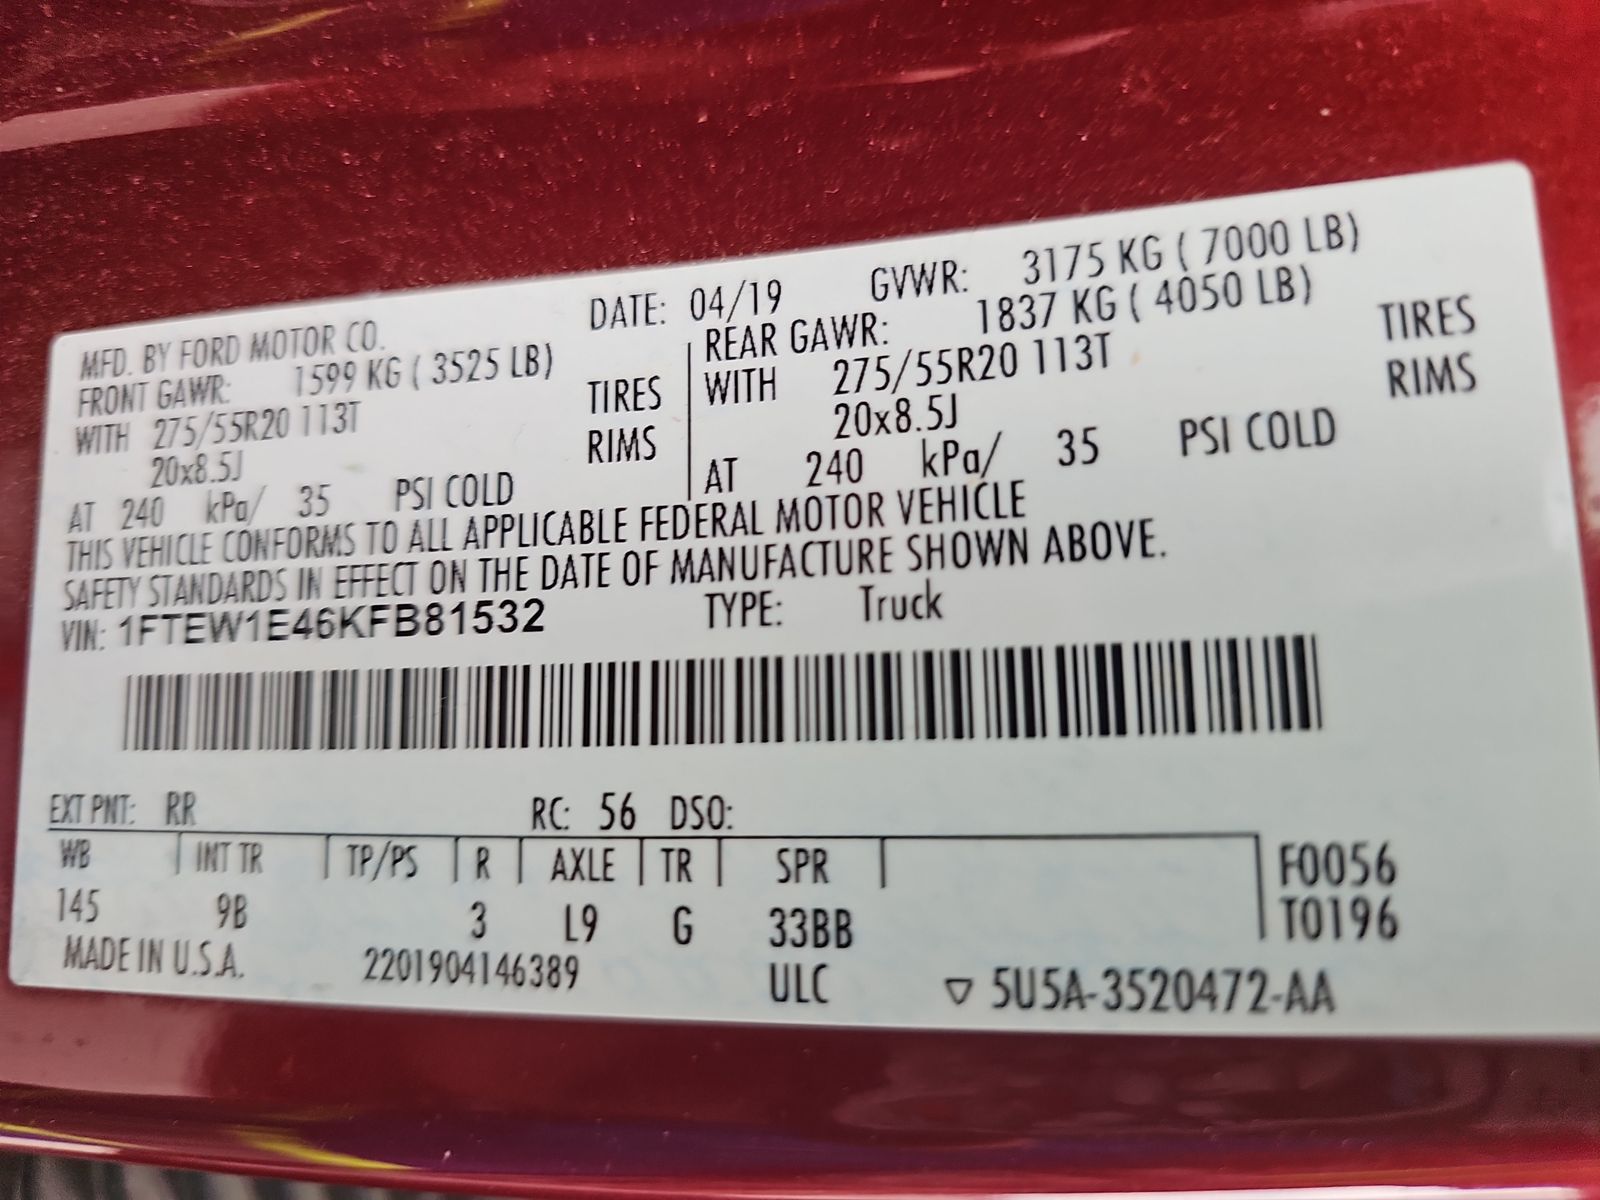 MFD. BY FORD MOTOR CO. DATE: 04/19 GVWR: 3175 KG ( 7000 LB)
FRONT GAWR: 1599 KG ( 3525 LB) REAR GAWR: 1837 KG ( 4050 LB)
WITH 275/55R20 113T TIRES WITH 275/55R20 113T TIRES
20x8.5J RIMS 20x8.5J RIMS
AT 240 kPa/ 35 PSI COLD AT 240 kPa/ 35 PSI COLD
THIS VEHICLE CONFORMS TO ALL APPLICABLE FEDERAL MOTOR VEHICLE
SAFETY STANDARDS IN EFFECT ON THE DATE OF MANUFACTURE SHOWN ABOVE.
VIN: 1FTEW1E46KFB81532 TYPE: Truck
EXT PNT: RR RC: 56 DSO:
WB INT TR TP/PS R AXLE TR SPR F0056
145 9B 3 L9 G 33BB T0196
MADE IN U.S.A. 2201904146389 ULC ▽ 5U5A-3520472-AA